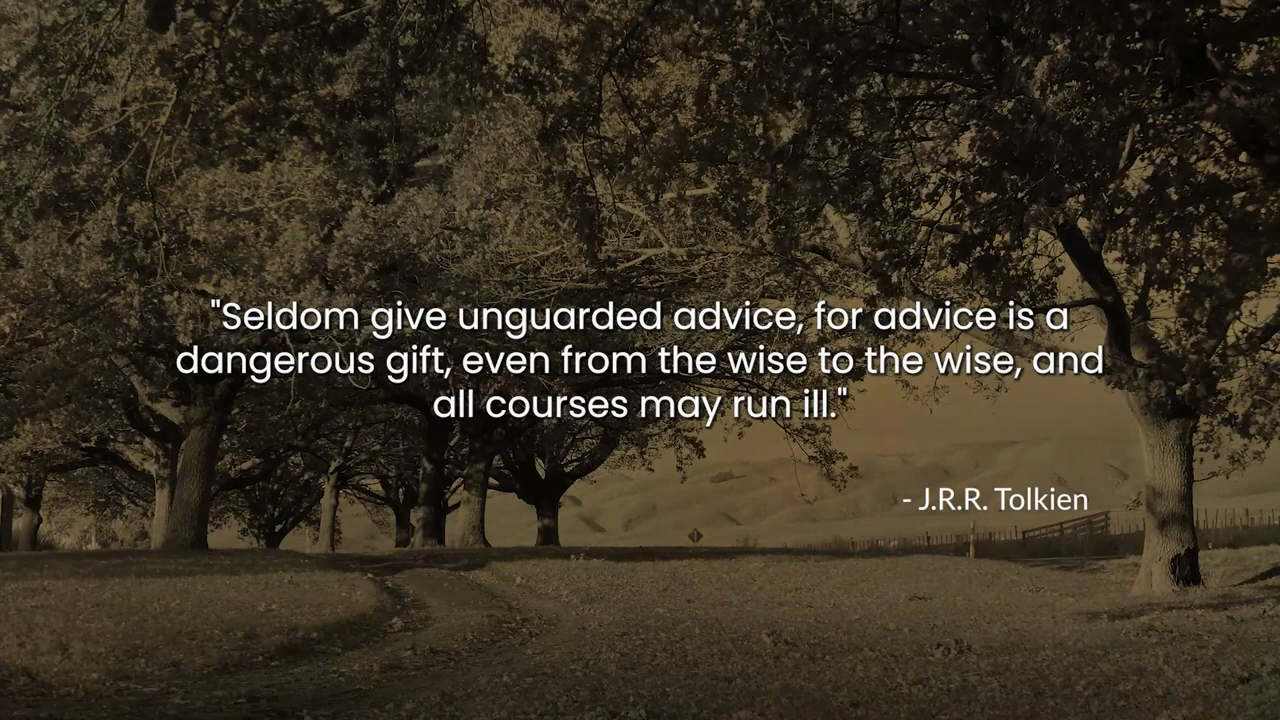 "Seldom give unguarded advice, for advice is a
dangerous gift, even from the wise to the wise, and
all courses may run ill."
- J.R.R. Tolkien